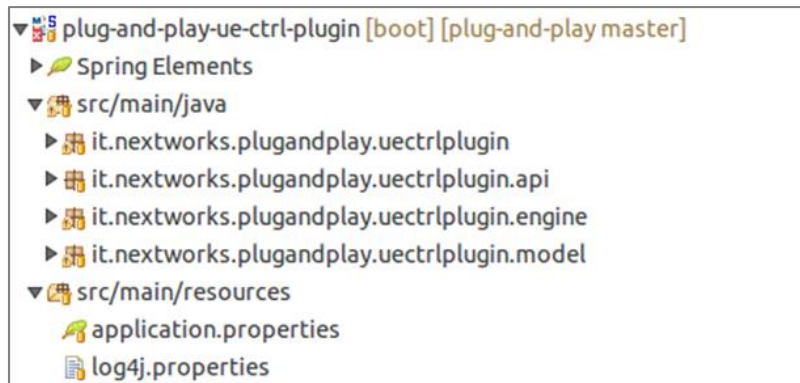 plug-and-play-ue-ctrl-plugin [boot] [plug-and-play master]
Spring Elements
src/main/java
it.nextworks.plugandplay.uectrlplugin
it.nextworks.plugandplay.uectrlplugin.api
it.nextworks.plugandplay.uectrlplugin.engine
it.nextworks.plugandplay.uectrlplugin.model
src/main/resources
application.properties
log4j.properties